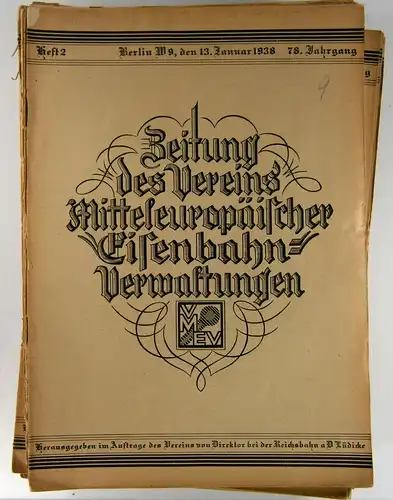 Heft 2 Berlin W 9, den 13. Januar 1938 78. Jahrgang
9
Zeitung
des Vereins
Mitteleuropäischer
Eisenbahn-
Verwaltungen
VMEV
Herausgegeben im Auftrage des Vereins von Direktor bei der Reichsbahn a D Lüdicke